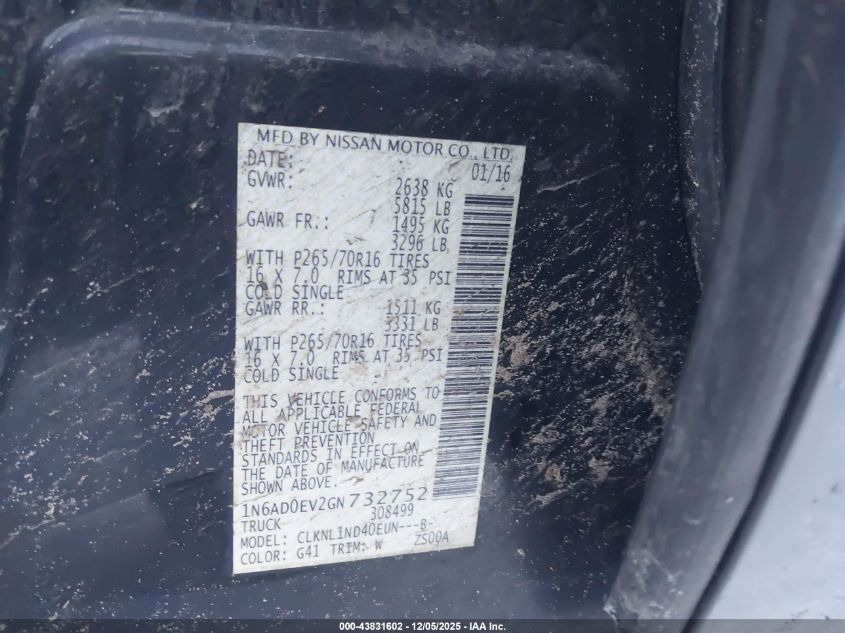 MFD BY NISSAN MOTOR CO., LTD.
DATE: 01/16
GVWR: 2638 KG
5815 LB
GAWR FR.: 1495 KG
3296 LB
WITH P265/70R16 TIRES
16 X 7.0 RIMS AT 35 PSI
COLD SINGLE
GAWR RR.: 1511 KG
3331 LB
WITH P265/70R16 TIRES
16 X 7.0 RIMS AT 35 PSI
COLD SINGLE
THIS VEHICLE CONFORMS TO
ALL APPLICABLE FEDERAL
MOTOR VEHICLE SAFETY AND
THEFT PREVENTION
STANDARDS IN EFFECT ON
THE DATE OF MANUFACTURE
SHOWN ABOVE.
1N6AD0EV2GN732752
TRUCK 308499
MODEL: CLKNL1ND40EUN---B-
COLOR: G41 TRIM: W ZS00A
000-43831602 - 12/05/2025 - IAA Inc.